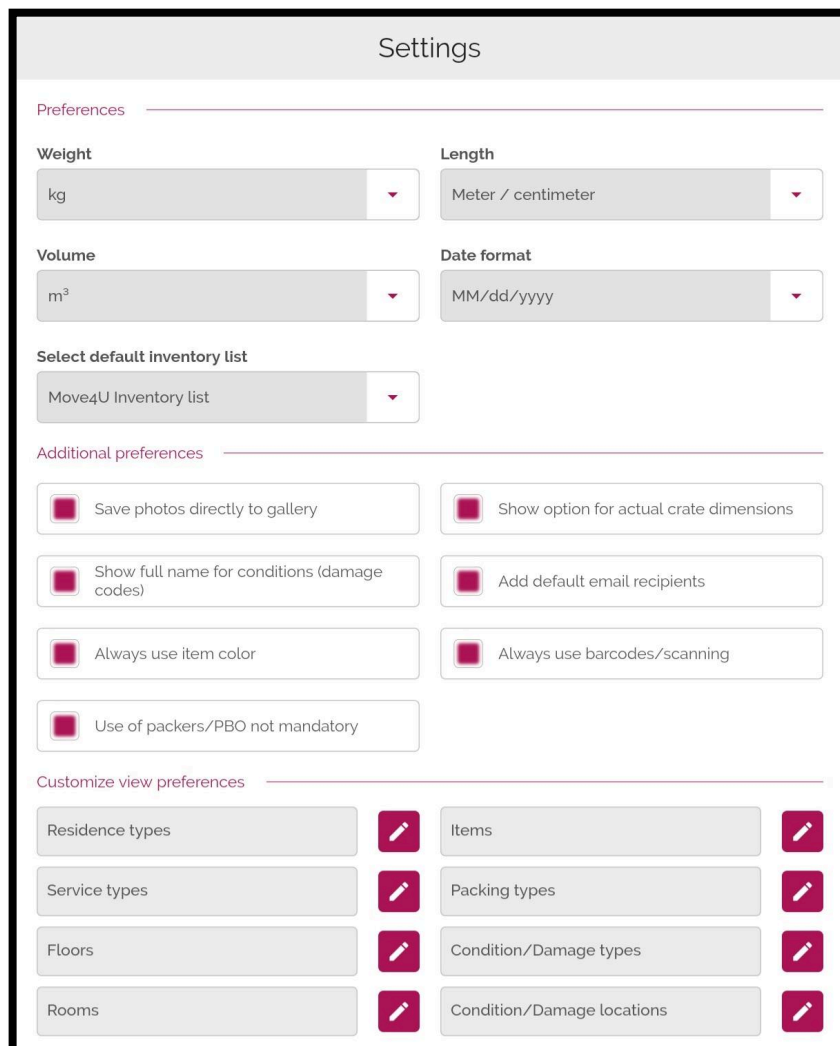 Settings
Preferences
Weight
Length
kg
Meter / centimeter
Volume
Date format
m³
MM/dd/yyyy
Select default inventory list
Move4U Inventory list
Additional preferences
Save photos directly to gallery
Show option for actual crate dimensions
Show full name for conditions (damage
codes)
Add default email recipients
Always use item color
Always use barcodes/scanning
Use of packers/PBO not mandatory
Customize view preferences
Residence types
Items
Service types
Packing types
Floors
Condition/Damage types
Rooms
Condition/Damage locations